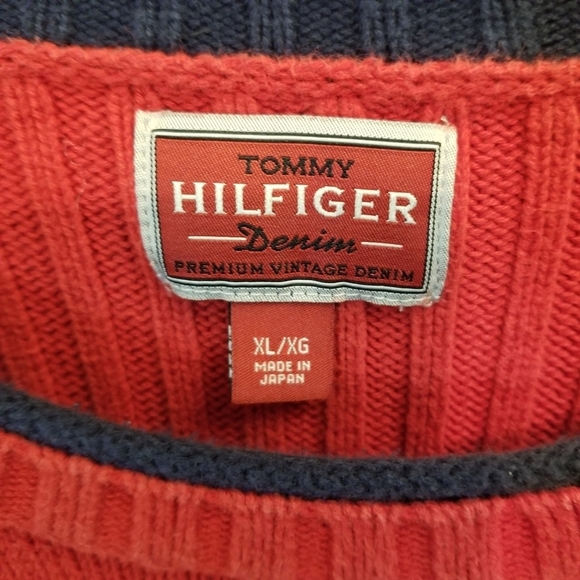 TOMMY
HILFIGER
Denim
PREMIUM VINTAGE DENIM
XL/XG
MADE IN
JAPAN